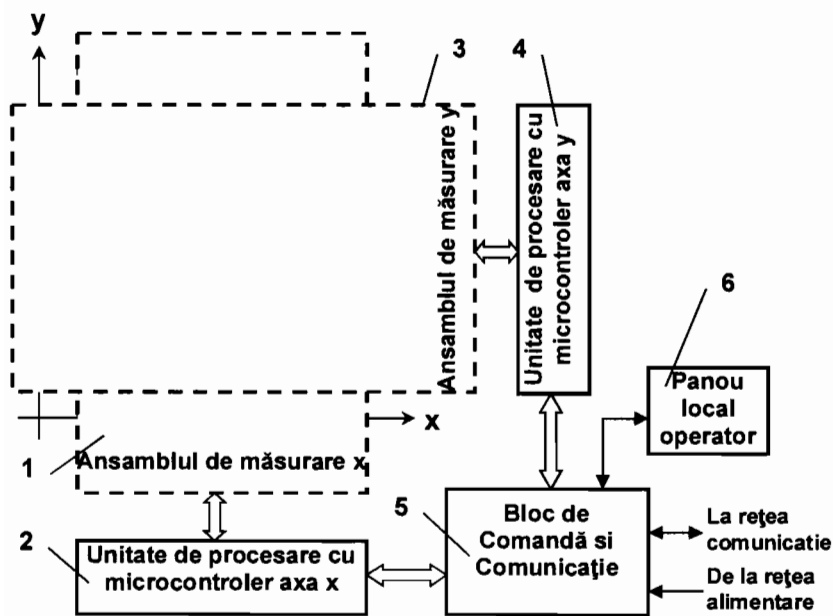 y
3
4
Ansamblul de măsurare y
Unitate de procesare cu
microcontroler axa y
6
Panou
local
operator
x
1
Ansamblul de măsurare x
5
Bloc de
Comandă si
Comunicaţie
La reţea
comunicatie
De la reţea
alimentare
2
Unitate de procesare cu
microcontroler axa x